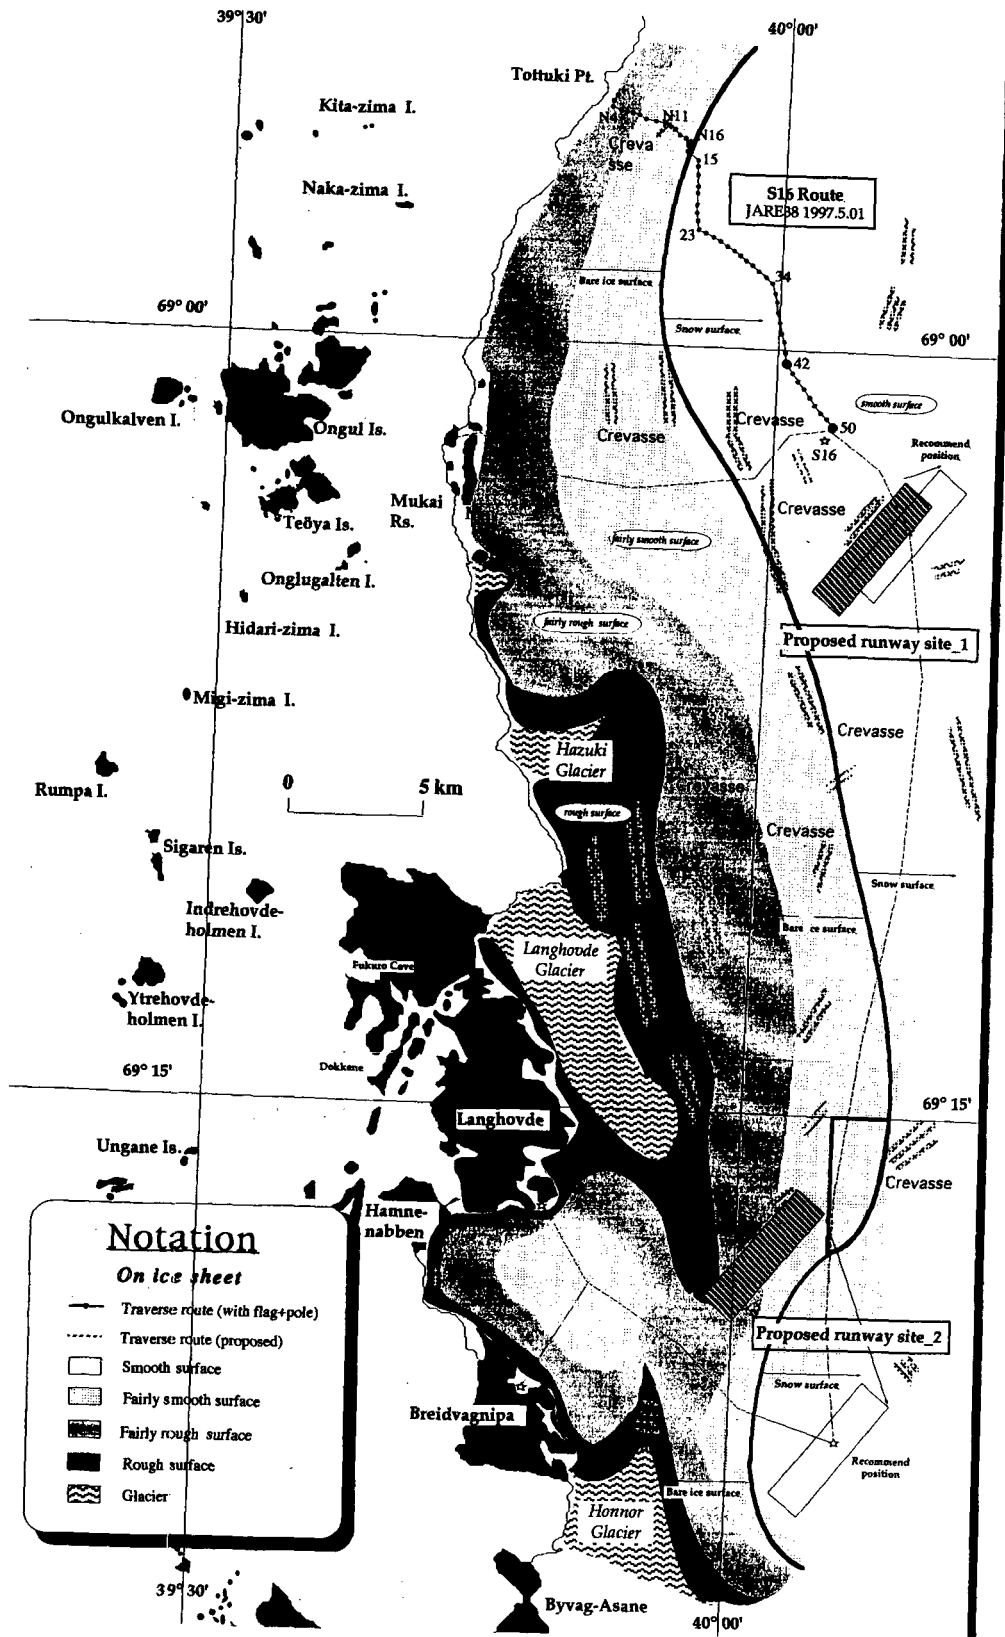 39° 30'
40° 00'
Tottuki Pt.
Kita-zima I.
N4
N11
N16
Creva
sse
15
Naka-zima I.
S16 Route
JARE38 1997.5.01
23
Bare ice surface
34
69° 00'
Snow surface
69° 00'
42
Ongulkalven I.
Ongul Is.
Crevasse
Crevasse
smooth surface
50
S16
Recommend
position
Mukai
Rs.
Teöya Is.
Crevasse
fairly smooth surface
Onglugalten I.
Hidari-zima I.
fairly rough surface
Proposed runway site_1
Migi-zima I.
Crevasse
Hazuki
Glacier
Rumpa I.
0
5 km
Crevasse
rough surface
Crevasse
Sigaren Is.
Snow surface
Indrehovde-
holmen I.
Bare ice surface
Langhovde
Glacier
Fukuro Cove
Ytrehovde-
holmen I.
69° 15'
Dokkene
69° 15'
Langhovde
Ungane Is.
Crevasse
Hamne-
nabben
Notation
On ice sheet
Traverse route (with flag+pole)
Traverse route (proposed)
Smooth surface
Fairly smooth surface
Fairly rough surface
Rough surface
Glacier
Proposed runway site_2
Snow surface
Breidvagnipa
Recommend
position
Bare ice surface
Honnor
Glacier
39° 30'
Byvag-Asane
40° 00'